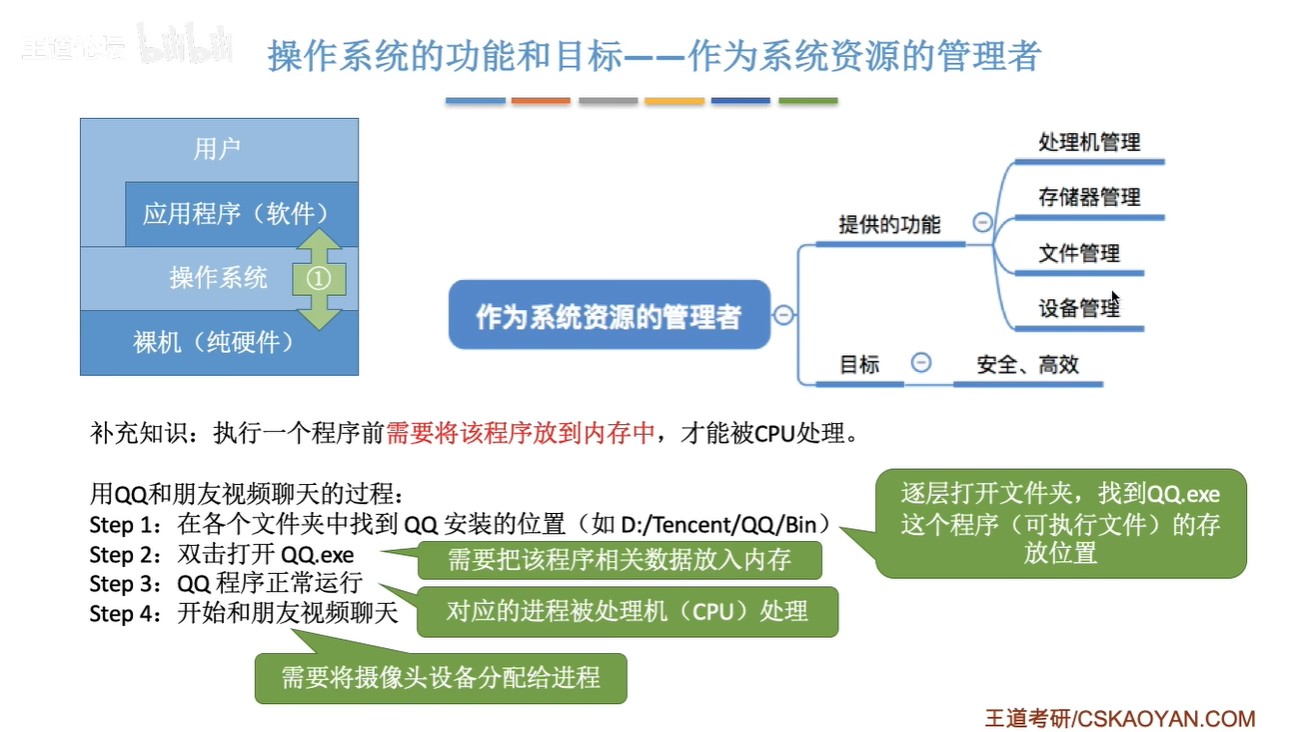 王道论坛 bilibili
操作系统的功能和目标——作为系统资源的管理者
用户
应用程序（软件）
操作系统
①
裸机（纯硬件）
作为系统资源的管理者
提供的功能
处理机管理
存储器管理
文件管理
设备管理
目标
安全、高效
补充知识：执行一个程序前需要将该程序放到内存中，才能被CPU处理。
用QQ和朋友视频聊天的过程：
Step 1：在各个文件夹中找到 QQ 安装的位置（如 D:/Tencent/QQ/Bin）
逐层打开文件夹，找到QQ.exe
这个程序（可执行文件）的存
放位置
Step 2：双击打开 QQ.exe
需要把该程序相关数据放入内存
Step 3：QQ 程序正常运行
对应的进程被处理机（CPU）处理
Step 4：开始和朋友视频聊天
需要将摄像头设备分配给进程
王道考研/CSKAOYAN.COM